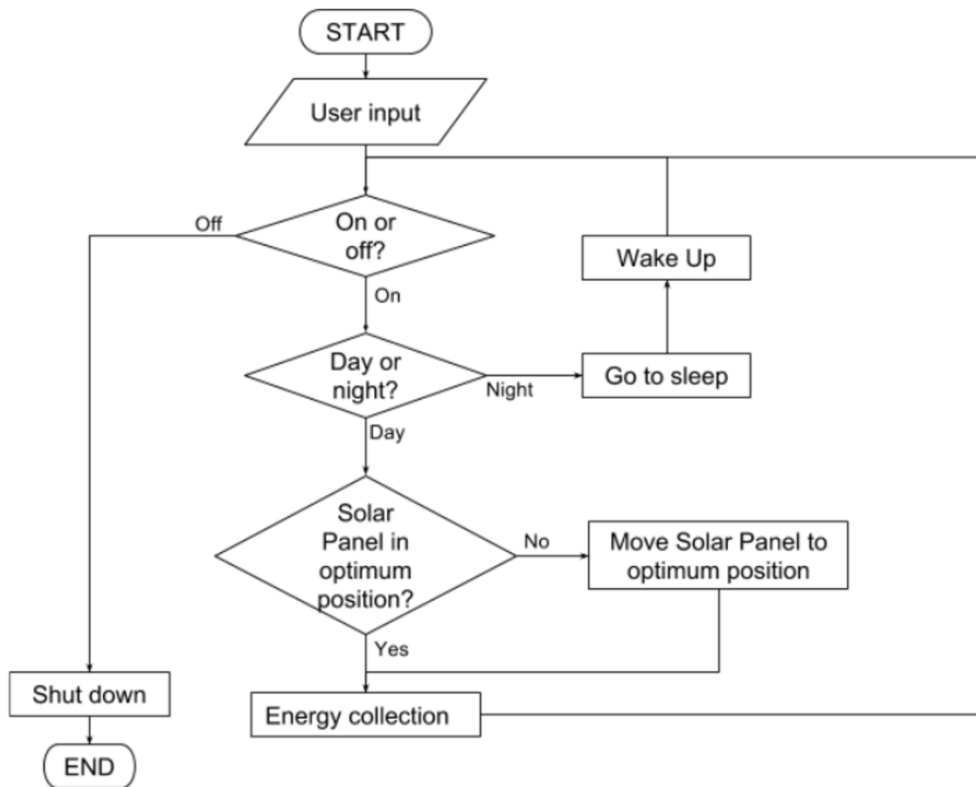 START
User input
Off
On or
off?
Wake Up
On
Day or
night?
Night
Go to sleep
Day
Solar
Panel in
optimum
position?
No
Move Solar Panel to
optimum position
Yes
Shut down
Energy collection
END